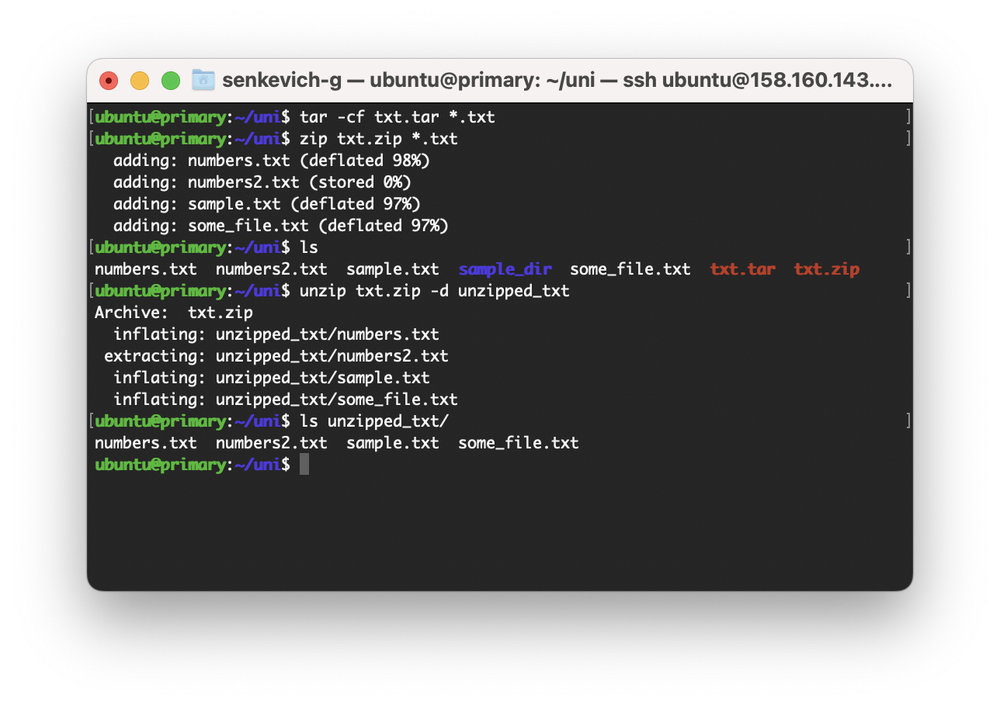 senkevich-g — ubuntu@primary: ~/uni — ssh ubuntu@158.160.143....
[ubuntu@primary:~/uni$ tar -cf txt.tar *.txt ]
[ubuntu@primary:~/uni$ zip txt.zip *.txt ]
  adding: numbers.txt (deflated 98%)
  adding: numbers2.txt (stored 0%)
  adding: sample.txt (deflated 97%)
  adding: some_file.txt (deflated 97%)
[ubuntu@primary:~/uni$ ls ]
numbers.txt  numbers2.txt  sample.txt  sample_dir  some_file.txt  txt.tar  txt.zip
[ubuntu@primary:~/uni$ unzip txt.zip -d unzipped_txt ]
Archive:  txt.zip
  inflating: unzipped_txt/numbers.txt
 extracting: unzipped_txt/numbers2.txt
  inflating: unzipped_txt/sample.txt
  inflating: unzipped_txt/some_file.txt
[ubuntu@primary:~/uni$ ls unzipped_txt/ ]
numbers.txt  numbers2.txt  sample.txt  some_file.txt
ubuntu@primary:~/uni$